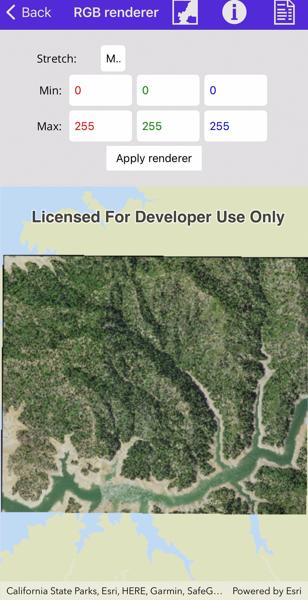 Back RGB renderer
Stretch: M..
Min: 0 0 0
Max: 255 255 255
Apply renderer
Licensed For Developer Use Only
California State Parks, Esri, HERE, Garmin, SafeG... Powered by Esri